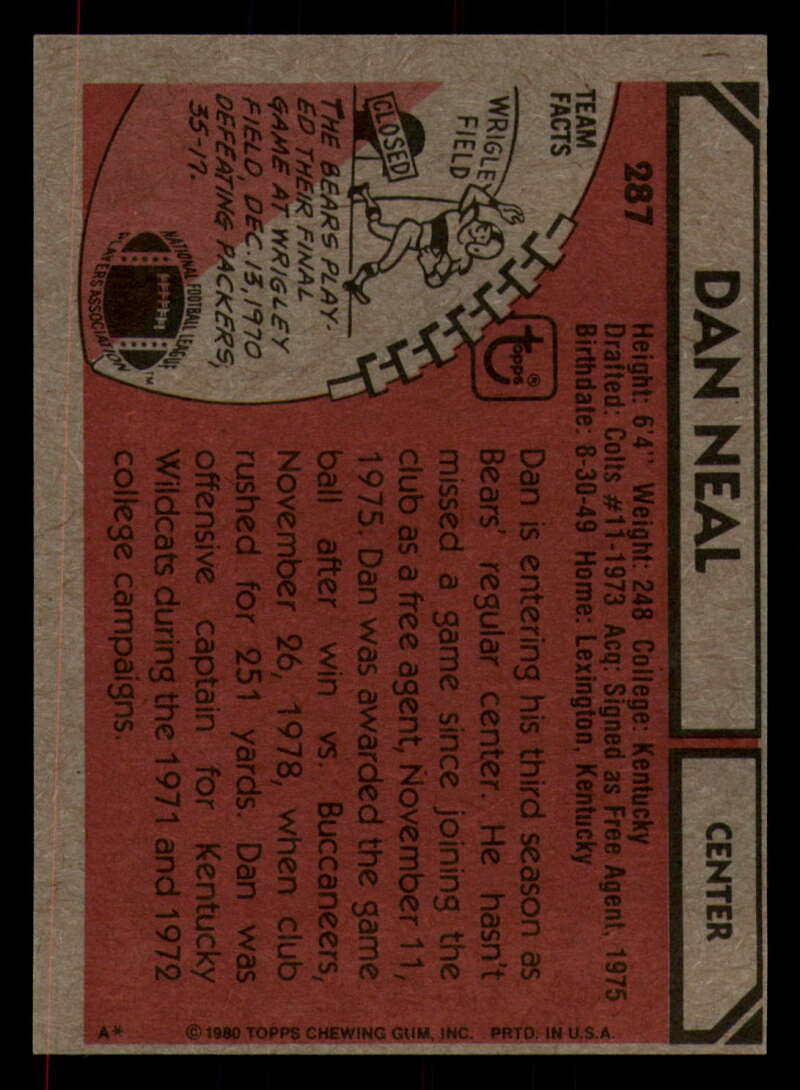 DAN NEAL
CENTER
287
Height: 6'4" Weight: 248 College: Kentucky
Drafted: Colts #11-1973 Acq: Signed as Free Agent, 1975
Birthdate: 8-30-49 Home: Lexington, Kentucky
TEAM
FACTS
WRIGLEY
FIELD
CLOSED
THE BEARS PLAY-
ED THEIR FINAL
GAME AT WRIGLEY
FIELD, DEC. 13, 1970
DEFEATING PACKERS,
35-17.
topps®
NATIONAL FOOTBALL LEAGUE
PLAYERS ASSOCIATION™
Dan is entering his third season as
Bears' regular center. He hasn't
missed a game since joining the
club as a free agent, November 11,
1975. Dan was awarded the game
ball after win vs. Buccaneers,
November 26, 1978, when club
rushed for 251 yards. Dan was
offensive captain for Kentucky
Wildcats during the 1971 and 1972
college campaigns.
A* © 1980 TOPPS CHEWING GUM, INC. PRTD. IN U.S.A.